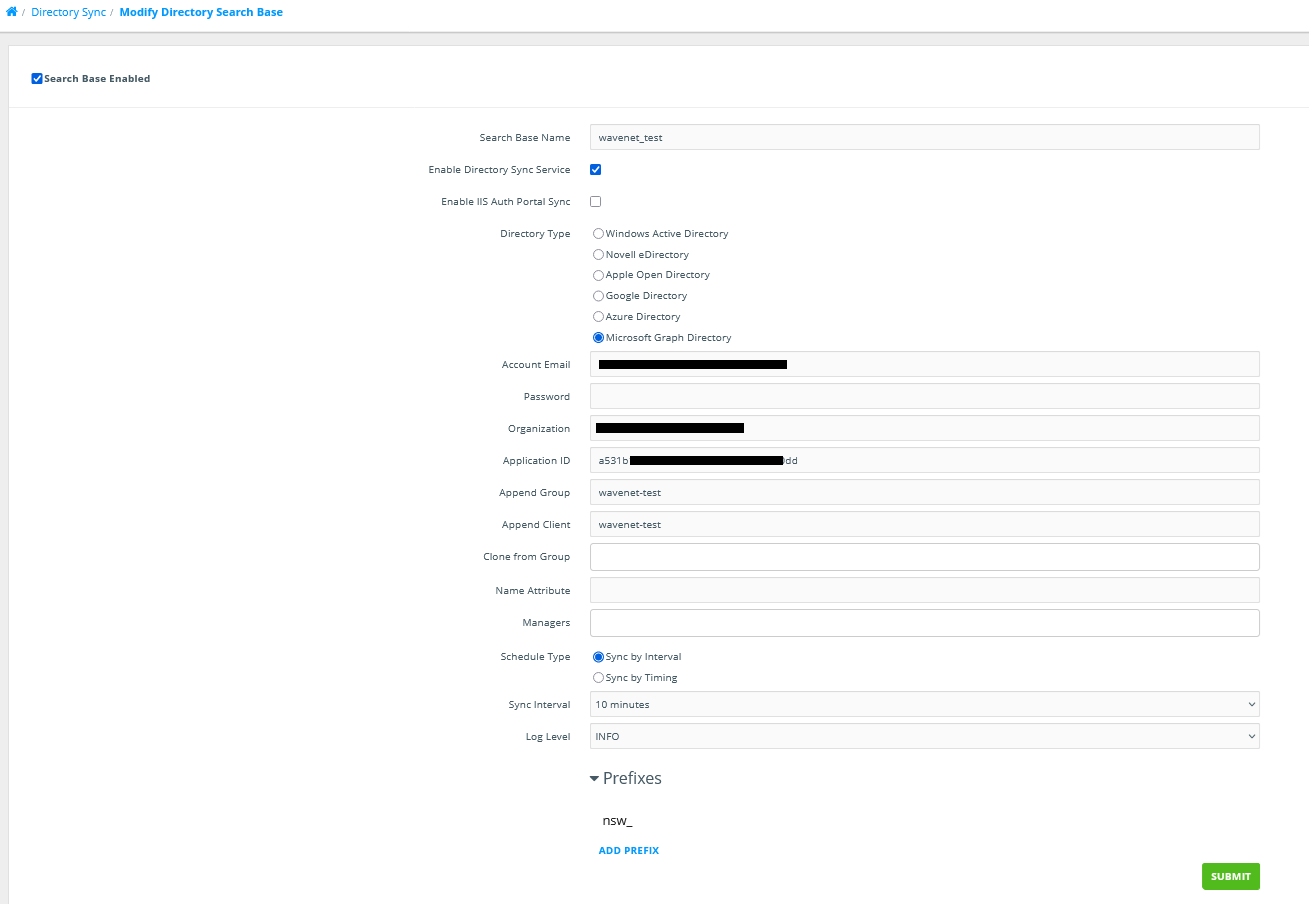 / Directory Sync / Modify Directory Search Base
Search Base Enabled
Search Base Name wavenet_test
Enable Directory Sync Service
Enable IIS Auth Portal Sync
Directory Type Windows Active Directory
Novell eDirectory
Apple Open Directory
Google Directory
Azure Directory
Microsoft Graph Directory
Account Email
Password
Organization
Application ID a531b dd
Append Group wavenet-test
Append Client wavenet-test
Clone from Group
Name Attribute
Managers
Schedule Type Sync by Interval
Sync by Timing
Sync Interval 10 minutes
Log Level INFO
Prefixes
nsw_
ADD PREFIX
SUBMIT